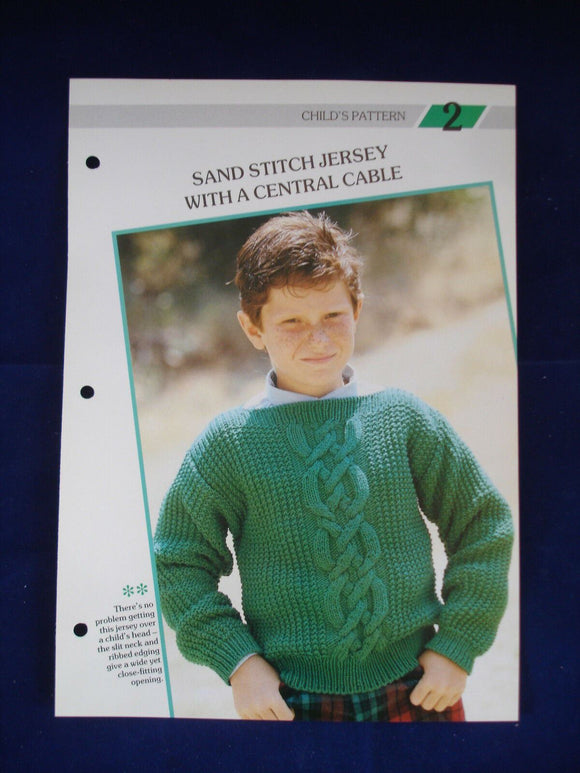 CHILD'S PATTERN 2
SAND STITCH JERSEY
WITH A CENTRAL CABLE
**
There's no
problem getting
this jersey over
a child's head –
the slit neck and
ribbed edging
give a wide yet
close-fitting
opening.